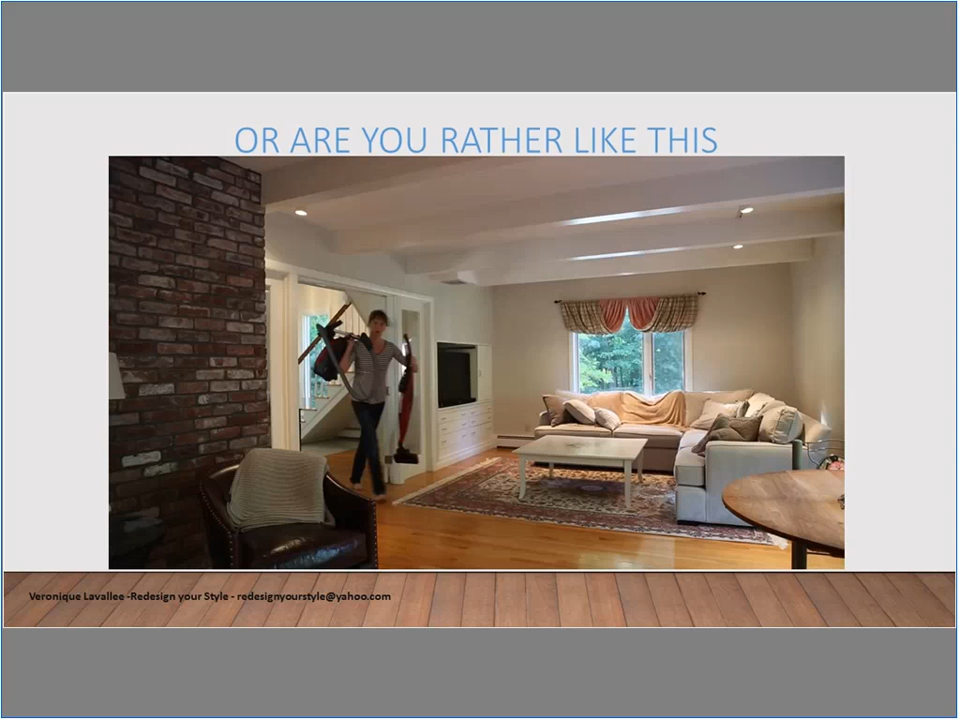 OR ARE YOU RATHER LIKE THIS
Veronique Lavallee -Redesign your Style - redesignyourstyle@yahoo.com